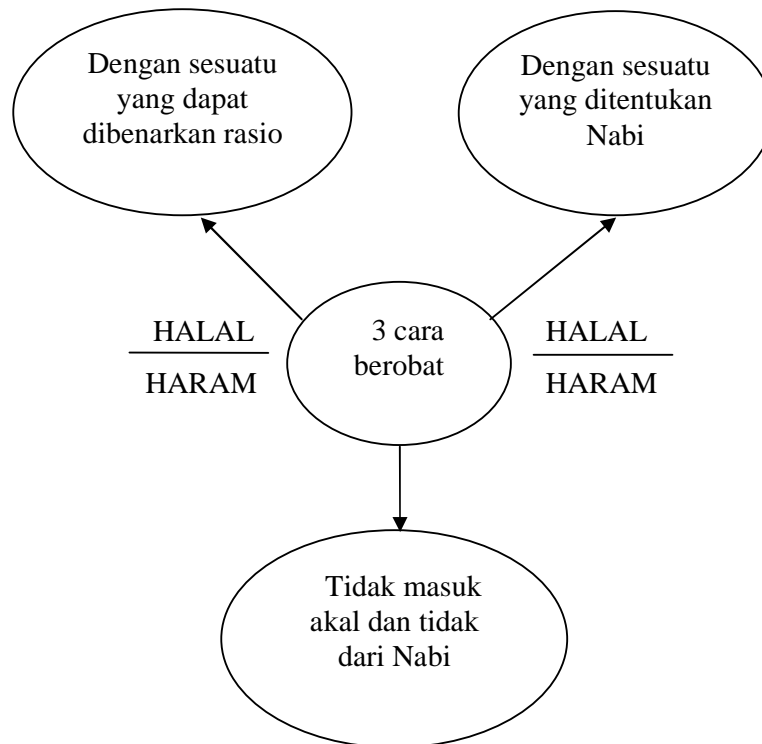 Dengan sesuatu
yang dapat
dibenarkan rasio
Dengan sesuatu
yang ditentukan
Nabi
HALAL
HARAM
3 cara
berobat
HALAL
HARAM
Tidak masuk
akal dan tidak
dari Nabi